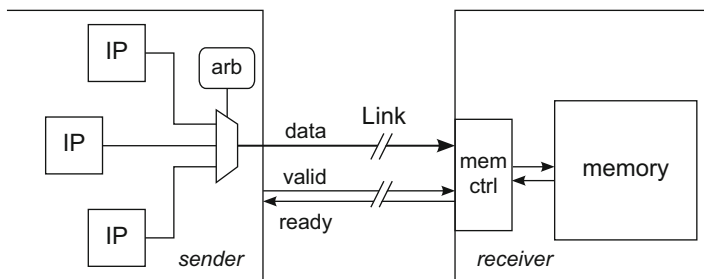 IP
arb
IP
IP
sender
data
Link
valid
ready
mem
ctrl
memory
receiver